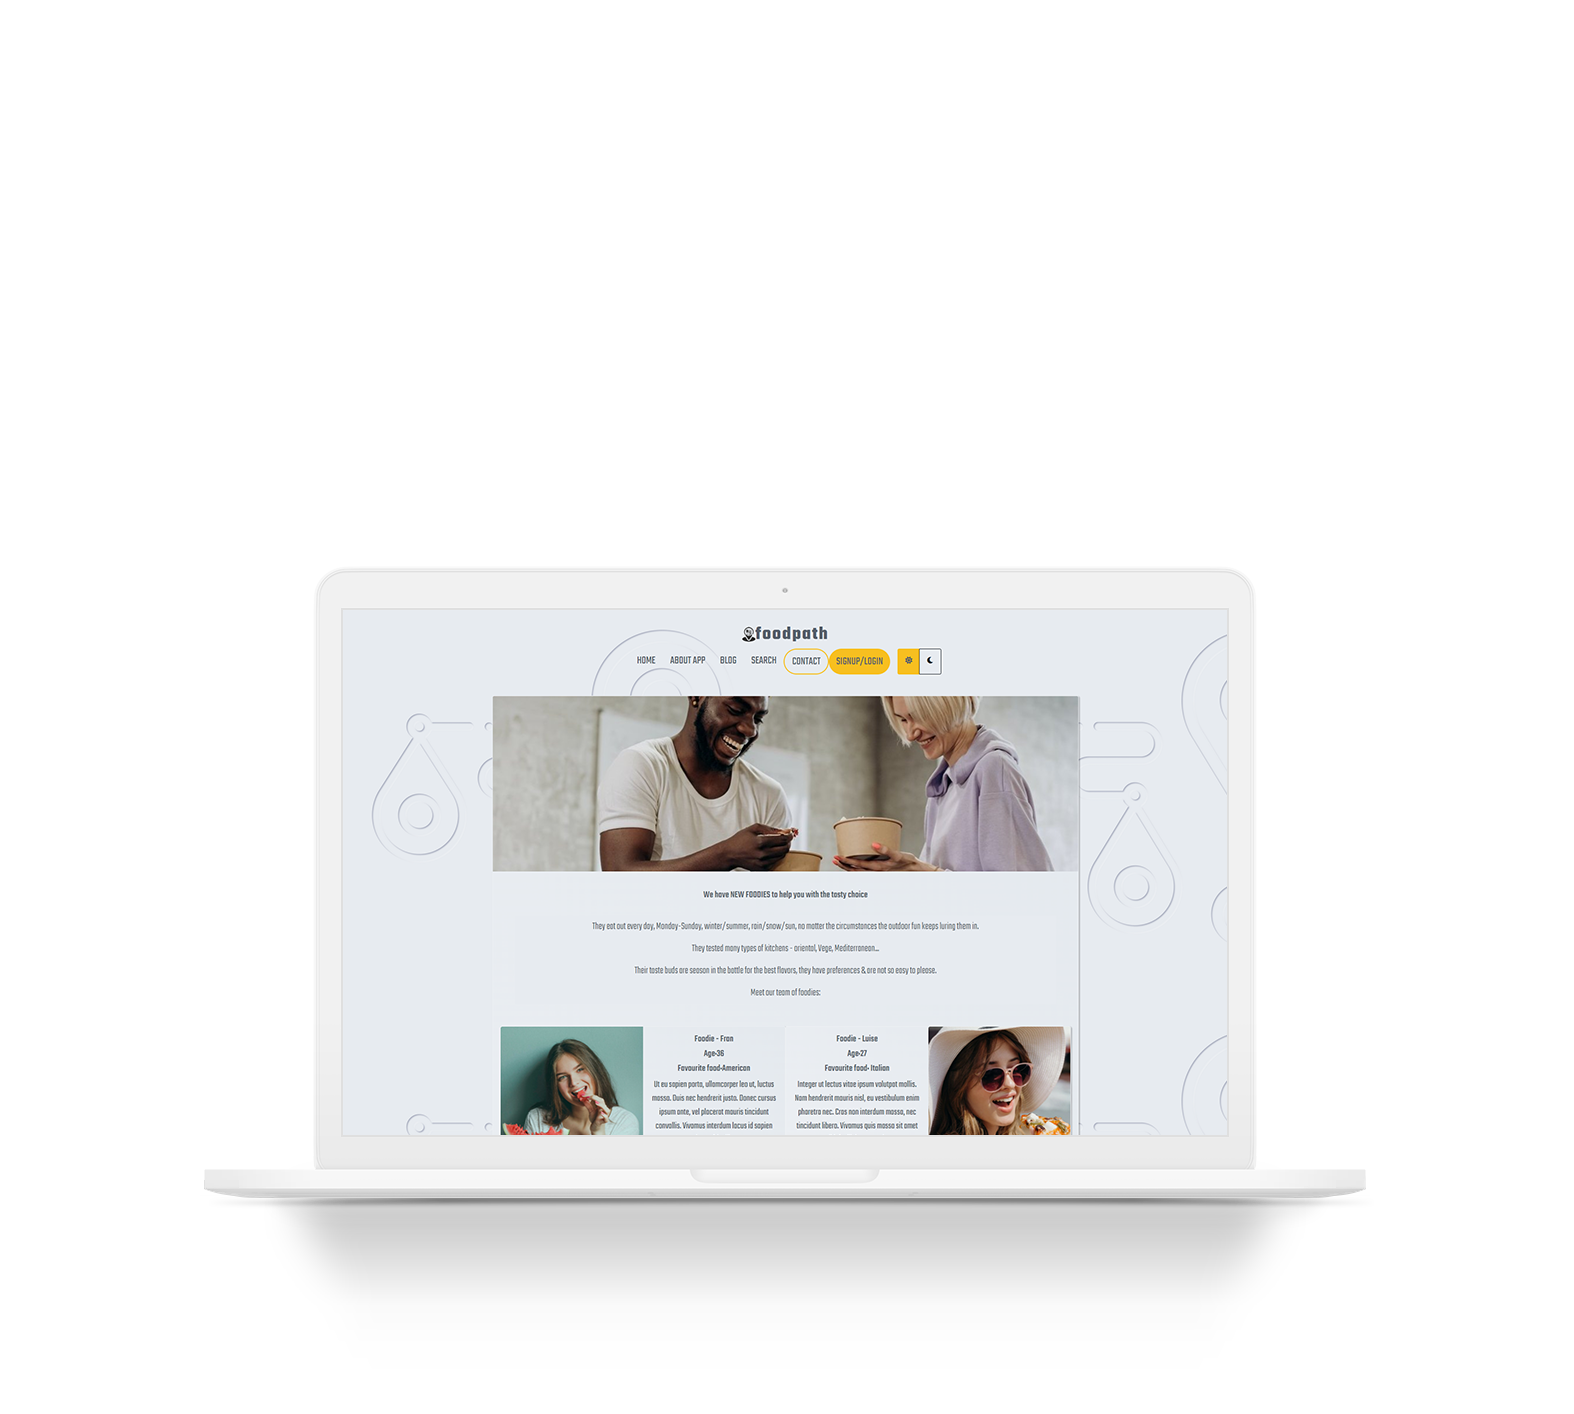 foodpath
HOME ABOUT APP BLOG SEARCH CONTACT SIGNUP/LOGIN
We have NEW FOODIES to help you with the tasty choice
They eat out every day, Monday-Sunday, winter/summer, rain/snow/sun, no matter the circumstances the outdoor fun keeps luring them in.
They tested many types of kitchens - oriental, Vege, Mediterranean...
Their taste buds are season in the battle for the best flavors, they have preferences & are not so easy to please.
Meet our team of foodies:
Foodie - Fran
Age-36
Favourite food-American
Ut eu sapien porta, ullamcorper leo ut, luctus
massa. Duis nec hendrerit justo. Donec cursus
ipsum ante, vel placerat mauris tincidunt
convallis. Vivamus interdum lacus id sapien
Foodie - Luise
Age-27
Favourite food- Italian
Integer ut lectus vitae ipsum volutpat mollis.
Nam hendrerit mauris nisl, eu vestibulum enim
pharetra nec. Cras non interdum massa, nec
tincidunt libero. Vivamus quis massa sit amet